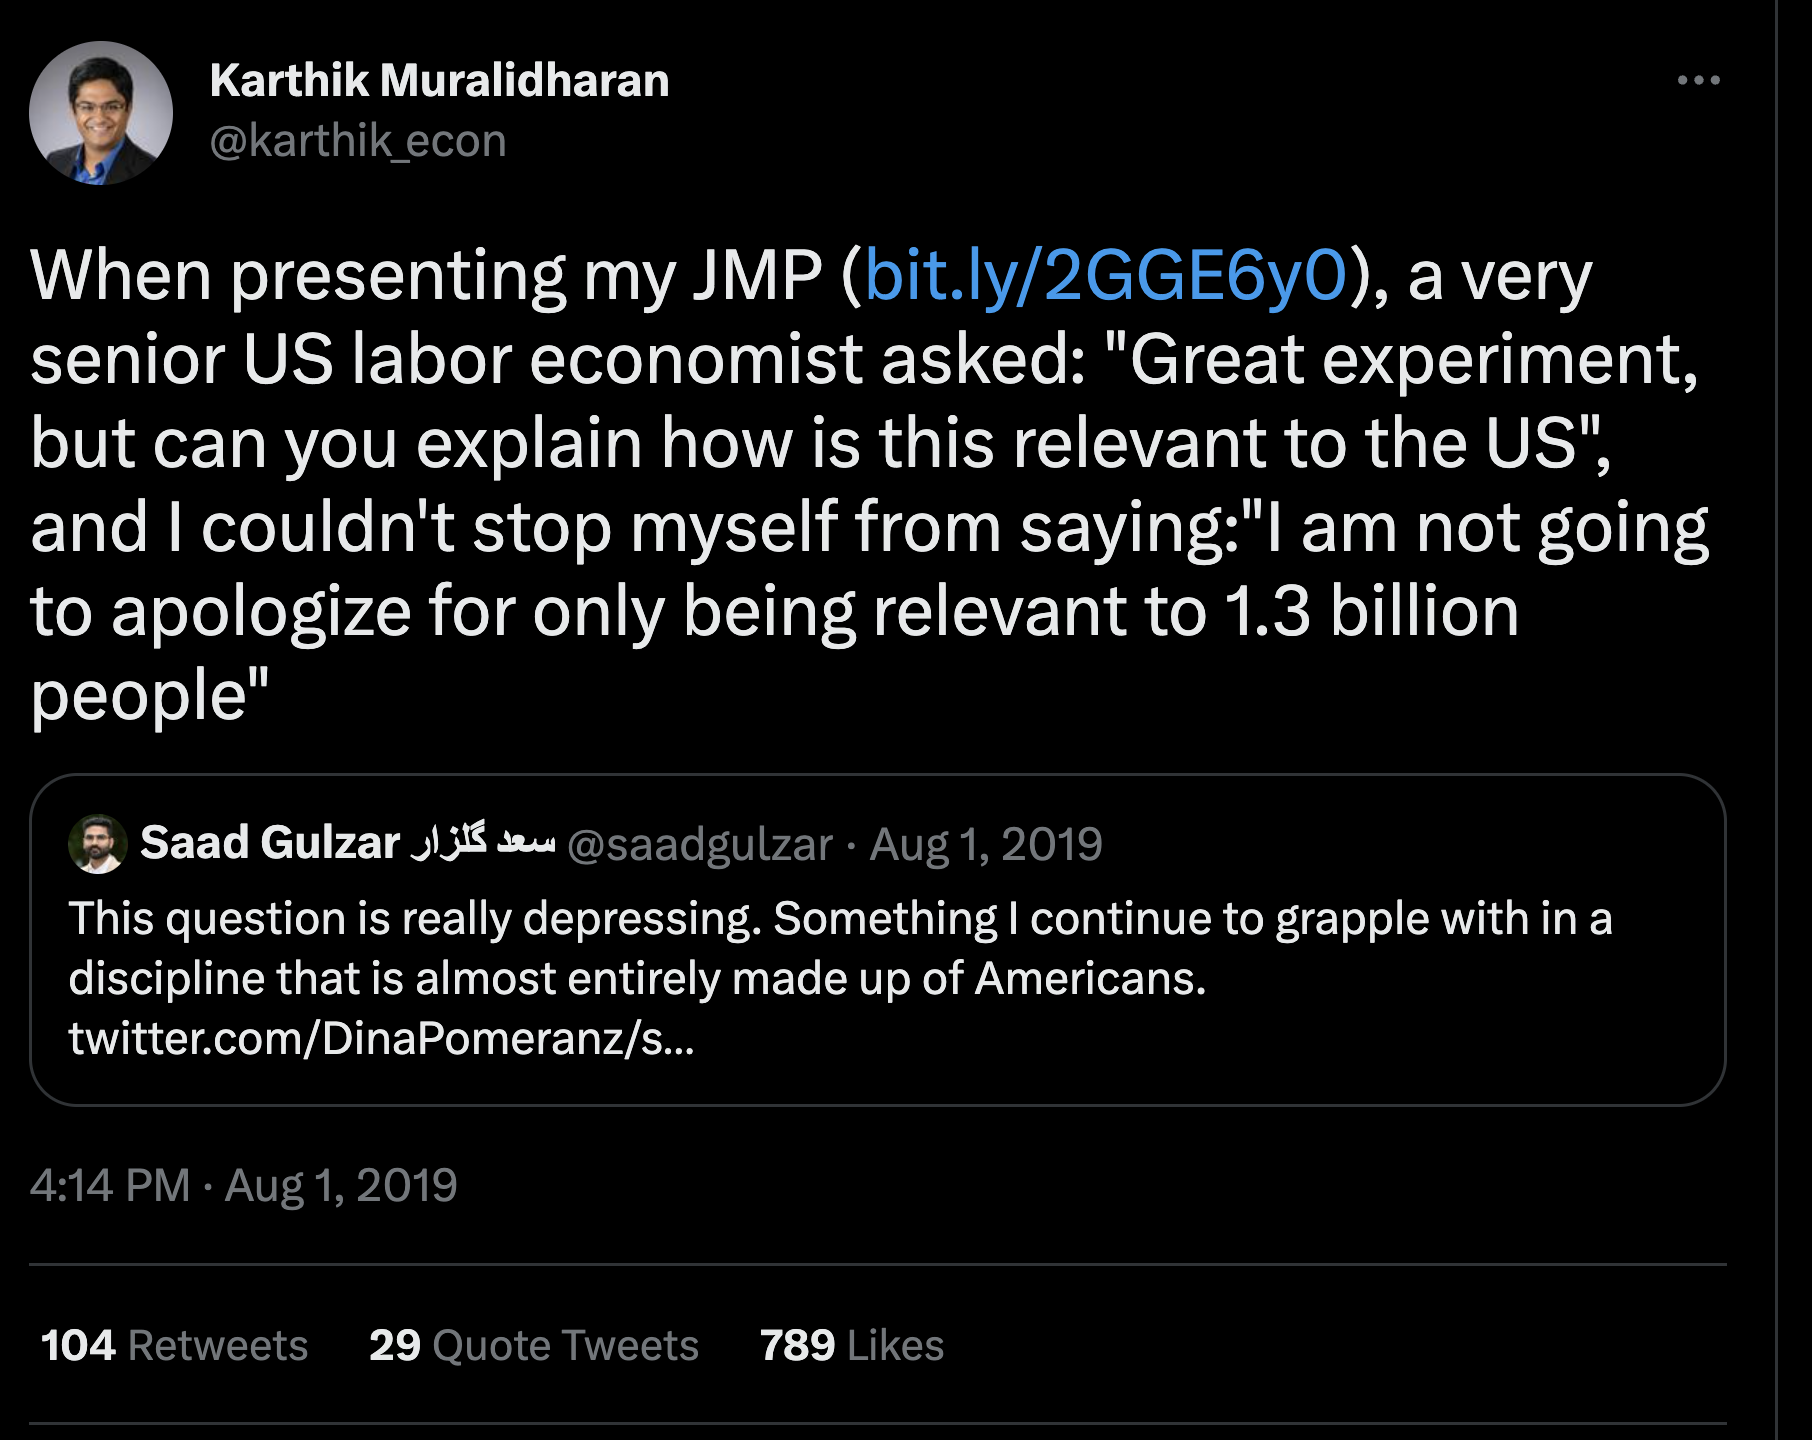 Karthik Muralidharan
@karthik_econ
When presenting my JMP (bit.ly/2GGE6y0), a very
senior US labor economist asked: "Great experiment,
but can you explain how is this relevant to the US",
and I couldn't stop myself from saying:"I am not going
to apologize for only being relevant to 1.3 billion
people"
Saad Gulzar سعد گلزار @saadgulzar · Aug 1, 2019
This question is really depressing. Something I continue to grapple with in a
discipline that is almost entirely made up of Americans.
twitter.com/DinaPomeranz/s...
4:14 PM · Aug 1, 2019
104 Retweets 29 Quote Tweets 789 Likes